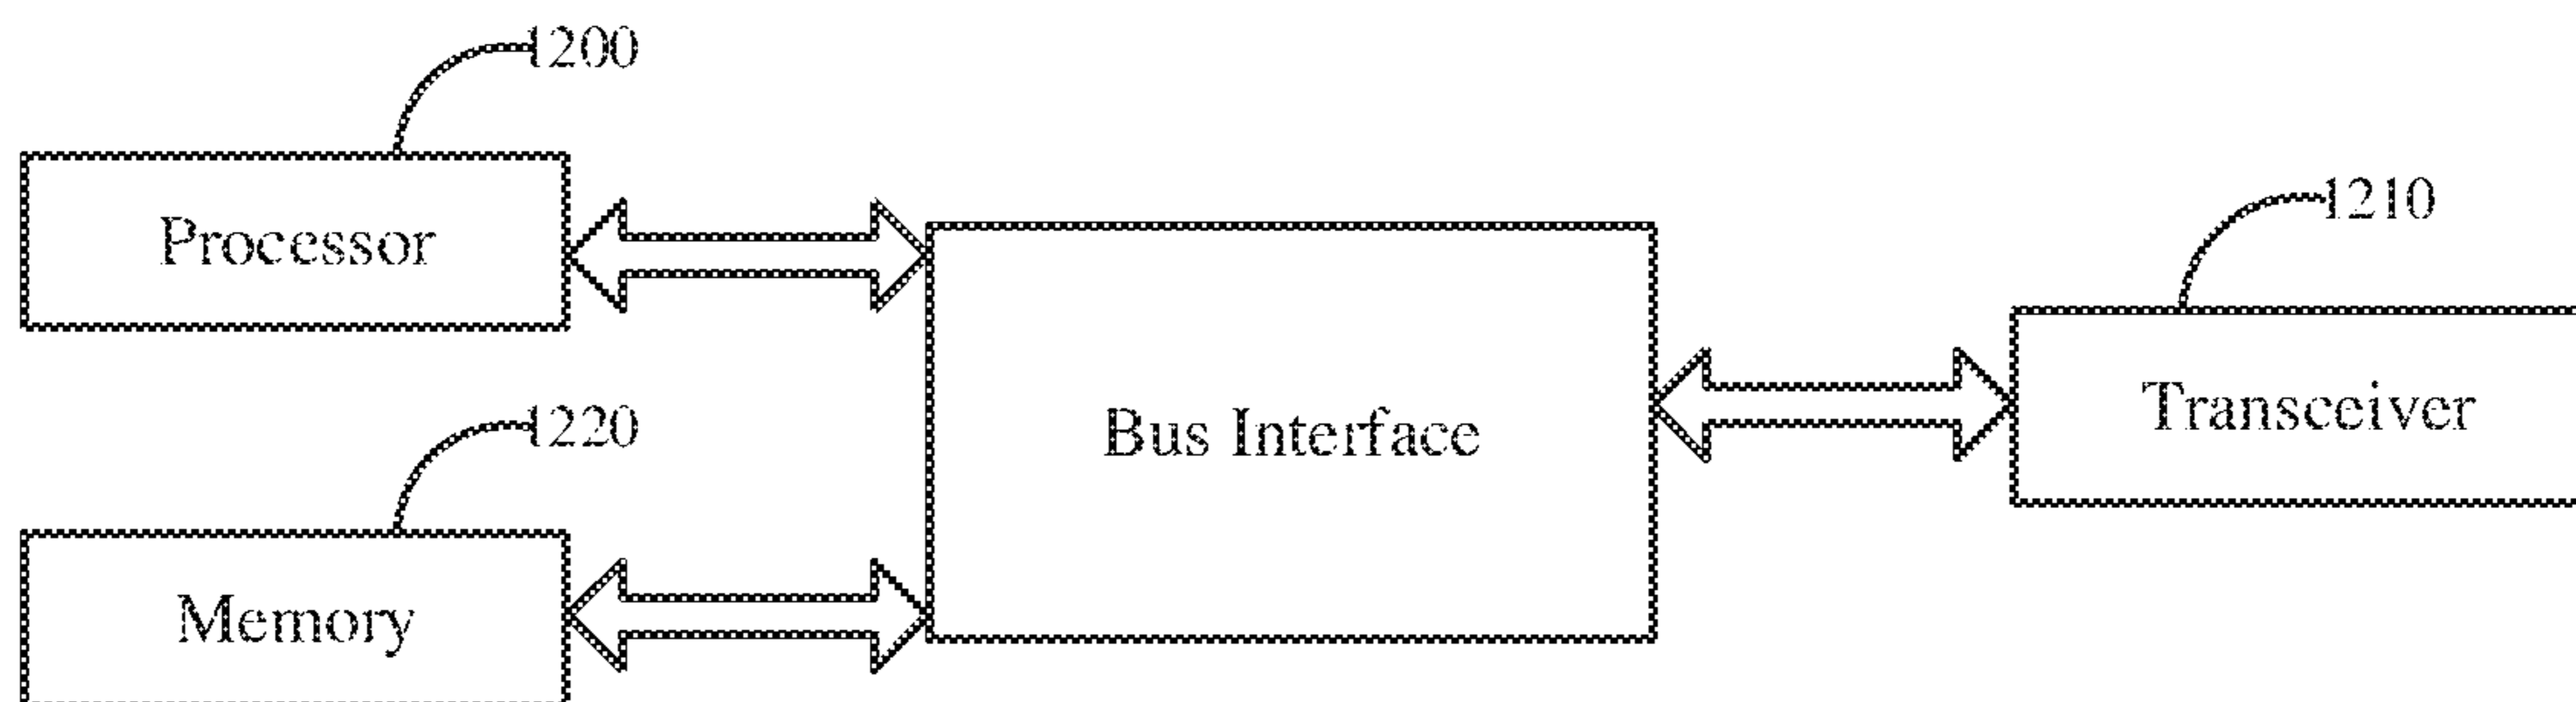 1200
Processor
1210
Transceiver
Bus Interface
1220
Memory